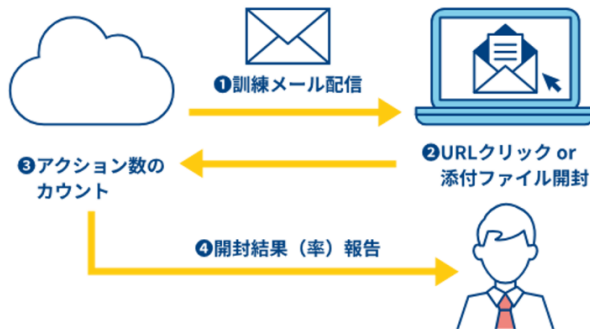 ❶訓練メール配信
❷URLクリック or
添付ファイル開封
❸アクション数の
カウント
❹開封結果（率）報告